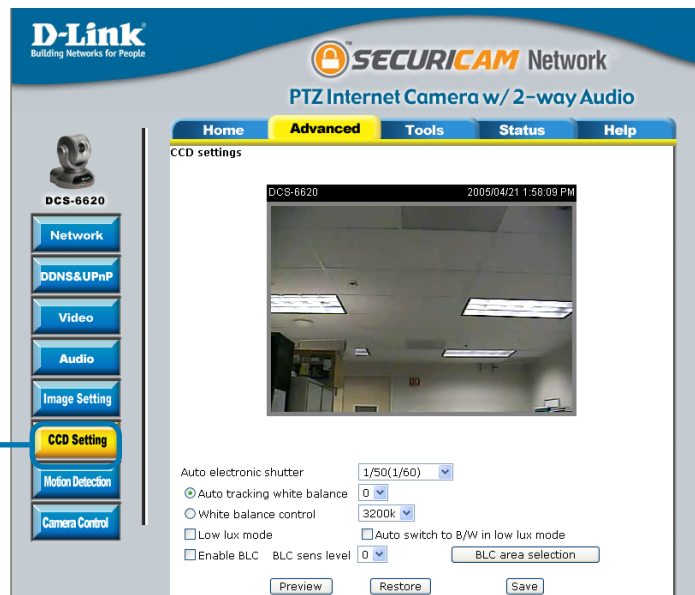 D-Link
Building Networks for People
SECURICAM Network
PTZ Internet Camera w/ 2-way Audio
Home Advanced Tools Status Help
DCS-6620
Network
DDNS&UPnP
Video
Audio
Image Setting
CCD Setting
Motion Detection
Camera Control
CCD settings
DCS-6620 2005/04/21 1:58:09 PM
Auto electronic shutter 1/50(1/60)
Auto tracking white balance 0
White balance control 3200k
Low lux mode Auto switch to B/W in low lux mode
Enable BLC BLC sens level 0 BLC area selection
Preview Restore Save